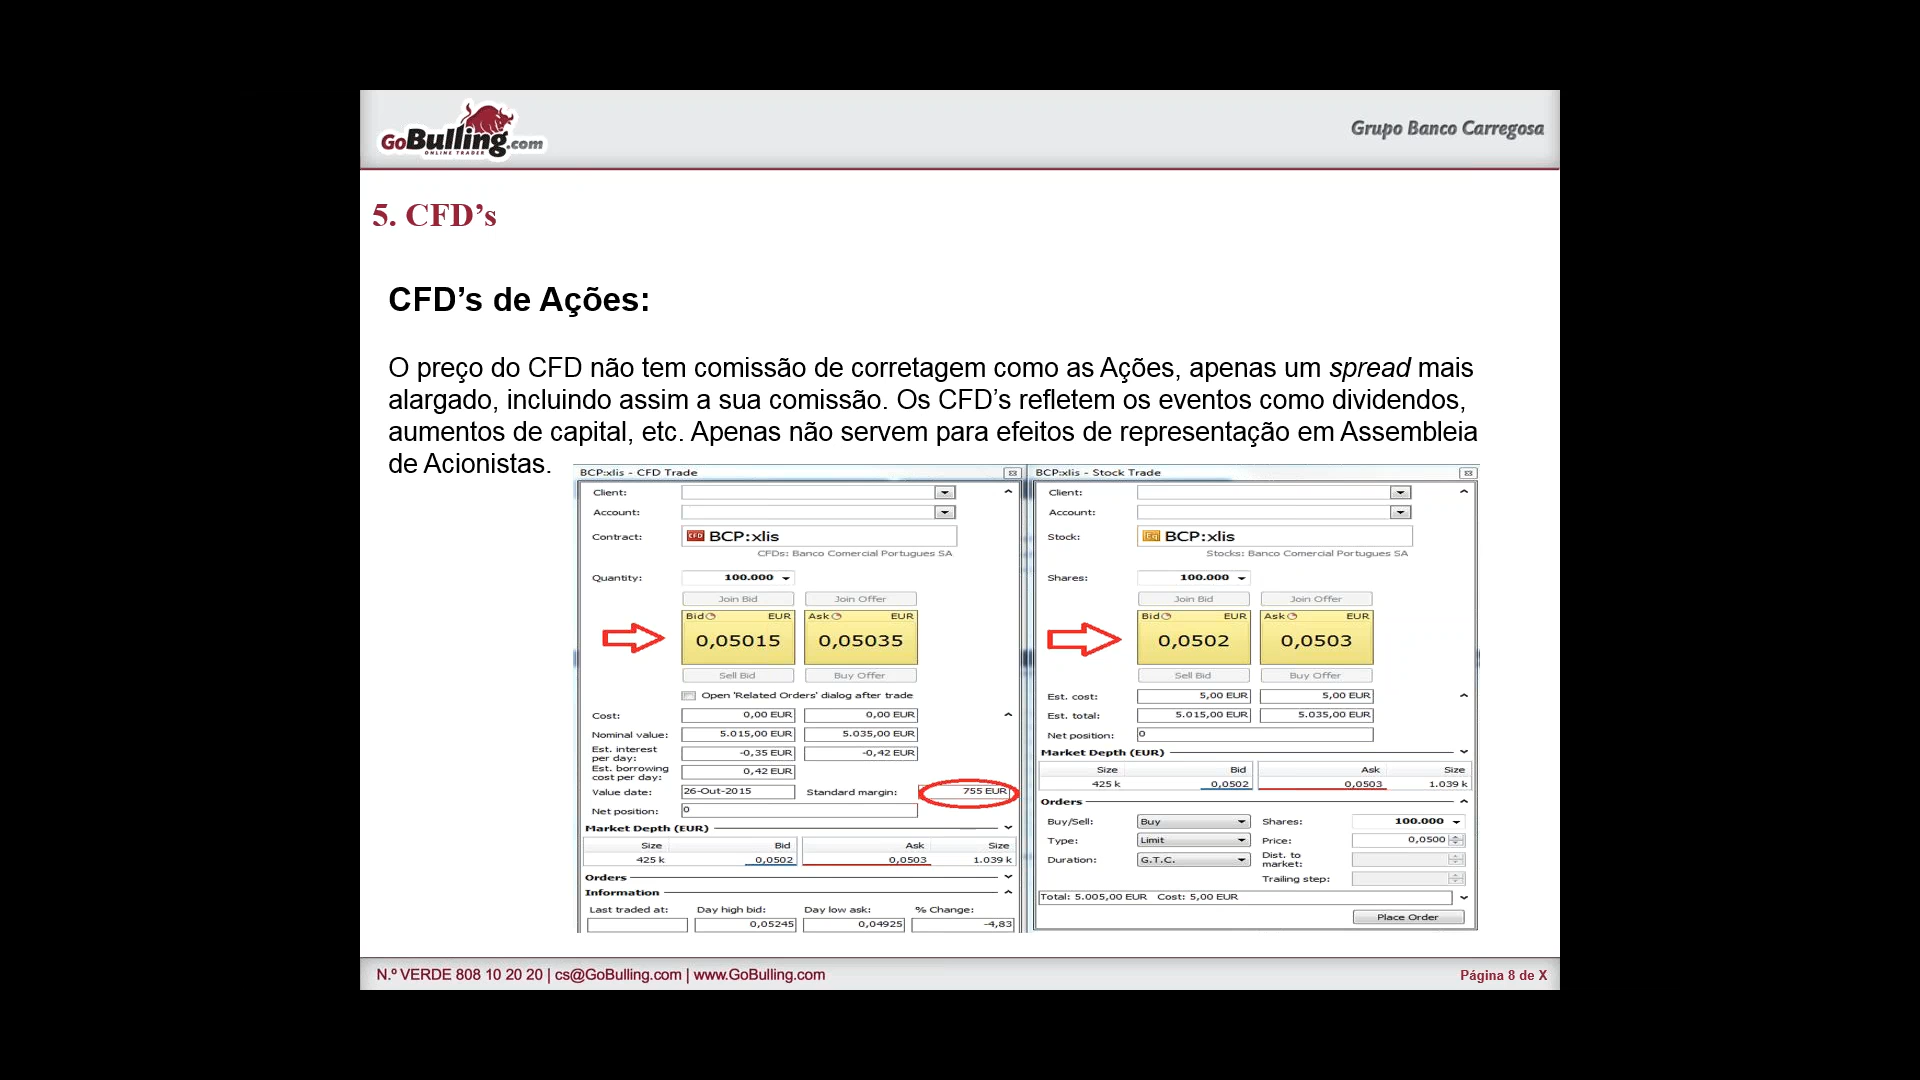 GoBulling.com
ONLINE TRADER
Grupo Banco Carregosa
5. CFD’s
CFD’s de Ações:
O preço do CFD não tem comissão de corretagem como as Ações, apenas um spread mais
alargado, incluindo assim a sua comissão. Os CFD’s refletem os eventos como dividendos,
aumentos de capital, etc. Apenas não servem para efeitos de representação em Assembleia
de Acionistas.
BCP:xlis - CFD Trade
Client:
Account:
Contract: CFD BCP:xlis
CFDs: Banco Comercial Portugues SA
Quantity: 100.000
Join Bid Join Offer
Bid EUR Ask EUR
0,05015 0,05035
Sell Bid Buy Offer
Open 'Related Orders' dialog after trade
Cost: 0,00 EUR 0,00 EUR
Nominal value: 5.015,00 EUR 5.035,00 EUR
Est. interest
per day: -0,35 EUR -0,42 EUR
Est. borrowing
cost per day: 0,42 EUR
Value date: 26-Out-2015 Standard margin: 755 EUR
Net position: 0
Market Depth (EUR)
Size Bid Ask Size
425 k 0,0502 0,0503 1.039 k
Orders
Information
Last traded at: Day high bid: Day low ask: % Change:
0,05245 0,04925 -4,83
BCP:xlis - Stock Trade
Client:
Account:
Stock: Eq BCP:xlis
Stocks: Banco Comercial Portugues SA
Shares: 100.000
Join Bid Join Offer
Bid EUR Ask EUR
0,0502 0,0503
Sell Bid Buy Offer
Est. cost: 5,00 EUR 5,00 EUR
Est. total: 5.015,00 EUR 5.035,00 EUR
Net position: 0
Market Depth (EUR)
Size Bid Ask Size
425 k 0,0502 0,0503 1.039 k
Orders
Buy/Sell: Buy Shares: 100.000
Type: Limit Price: 0,0500
Duration: G.T.C. Dist. to
market:
Trailing step:
Total: 5.005,00 EUR Cost: 5,00 EUR
Place Order
N.º VERDE 808 10 20 20 | cs@GoBulling.com | www.GoBulling.com
Página 8 de X